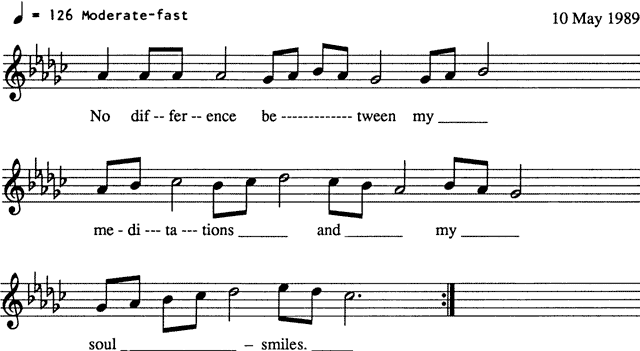 ♩ = 126 Moderate-fast
10 May 1989
No dif -- fer -- ence be ------------- tween my ______
me - di --- ta --- tions ______ and _______ my _______
soul ______________ – smiles. _____